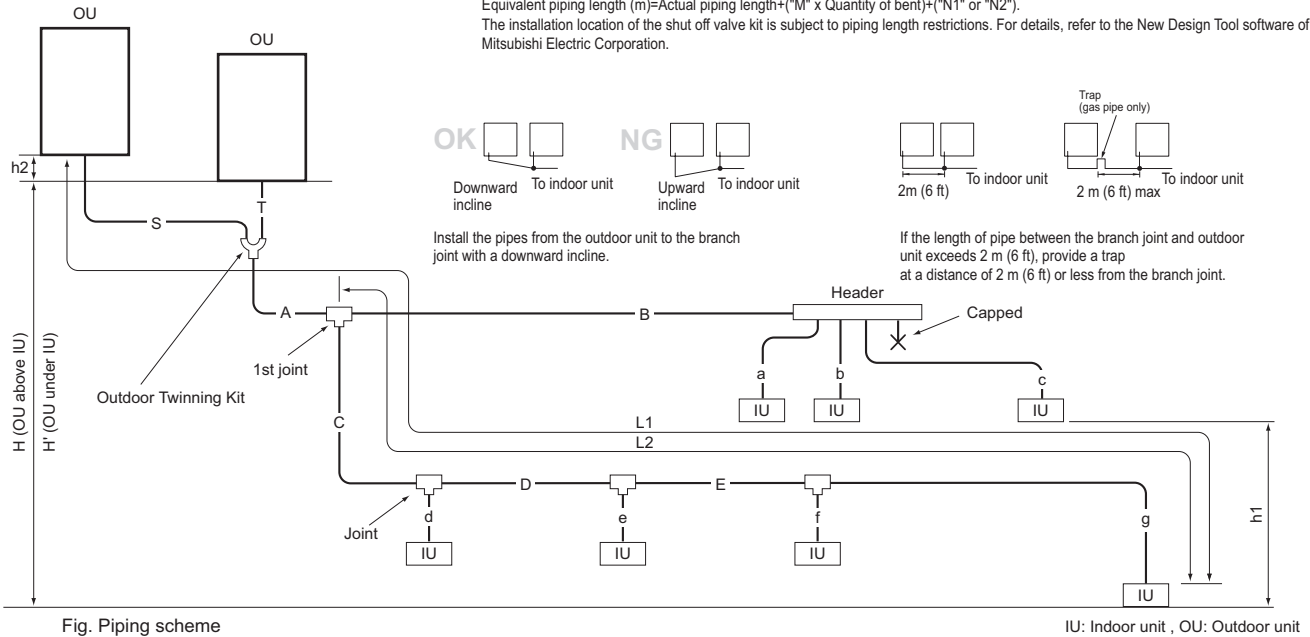 Equivalent piping length (m)=Actual piping length+("M" x Quantity of bent)+("N1" or "N2").
The installation location of the shut off valve kit is subject to piping length restrictions. For details, refer to the New Design Tool software of
Mitsubishi Electric Corporation.
OU
OU
h2
OK
Downward
incline
To indoor unit
NG
Upward
incline
To indoor unit
2m (6 ft)
To indoor unit
Trap
(gas pipe only)
2 m (6 ft) max
To indoor unit
Install the pipes from the outdoor unit to the branch
joint with a downward incline.
If the length of pipe between the branch joint and outdoor
unit exceeds 2 m (6 ft), provide a trap
at a distance of 2 m (6 ft) or less from the branch joint.
S
T
A
B
Header
Capped
1st joint
Outdoor Twinning Kit
H (OU above IU)
H' (OU under IU)
a
b
c
IU
IU
IU
C
L1
L2
D
E
Joint
d
e
f
g
h1
IU
IU
IU
IU
Fig. Piping scheme
IU: Indoor unit , OU: Outdoor unit